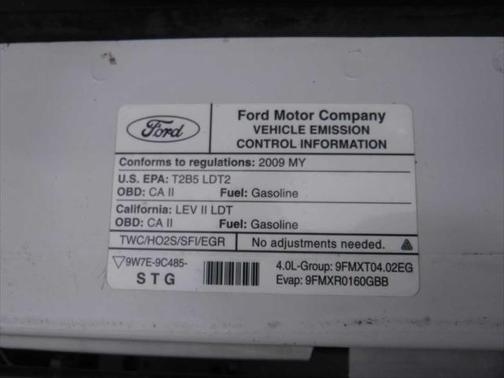 Ford
Ford Motor Company
VEHICLE EMISSION
CONTROL INFORMATION
Conforms to regulations: 2009 MY
U.S. EPA: T2B5 LDT2
OBD: CA II Fuel: Gasoline
California: LEV II LDT
OBD: CA II Fuel: Gasoline
TWC/HO2S/SFI/EGR No adjustments needed.
9W7E-9C485-
STG
4.0L-Group: 9FMXT04.02EG
Evap: 9FMXR0160GBB